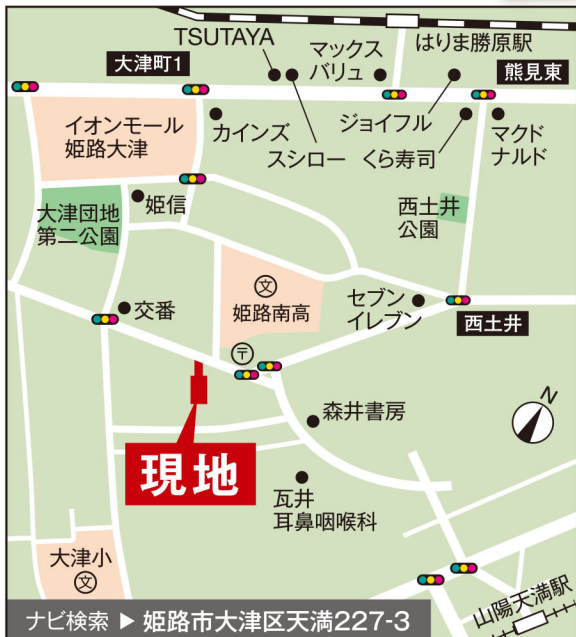 TSUTAYA
マックス
バリュ
はりま勝原駅
大津町1
熊見東
イオンモール
姫路大津
カインズ
スシロー
ジョイフル
くら寿司
マクド
ナルド
大津団地
第二公園
姫信
西土井
公園
文
姫路南高
セブン
イレブン
西土井
交番
〒
森井書房
N
現地
瓦井
耳鼻咽喉科
大津小
文
山陽天満駅
ナビ検索 ▶ 姫路市大津区天満227-3